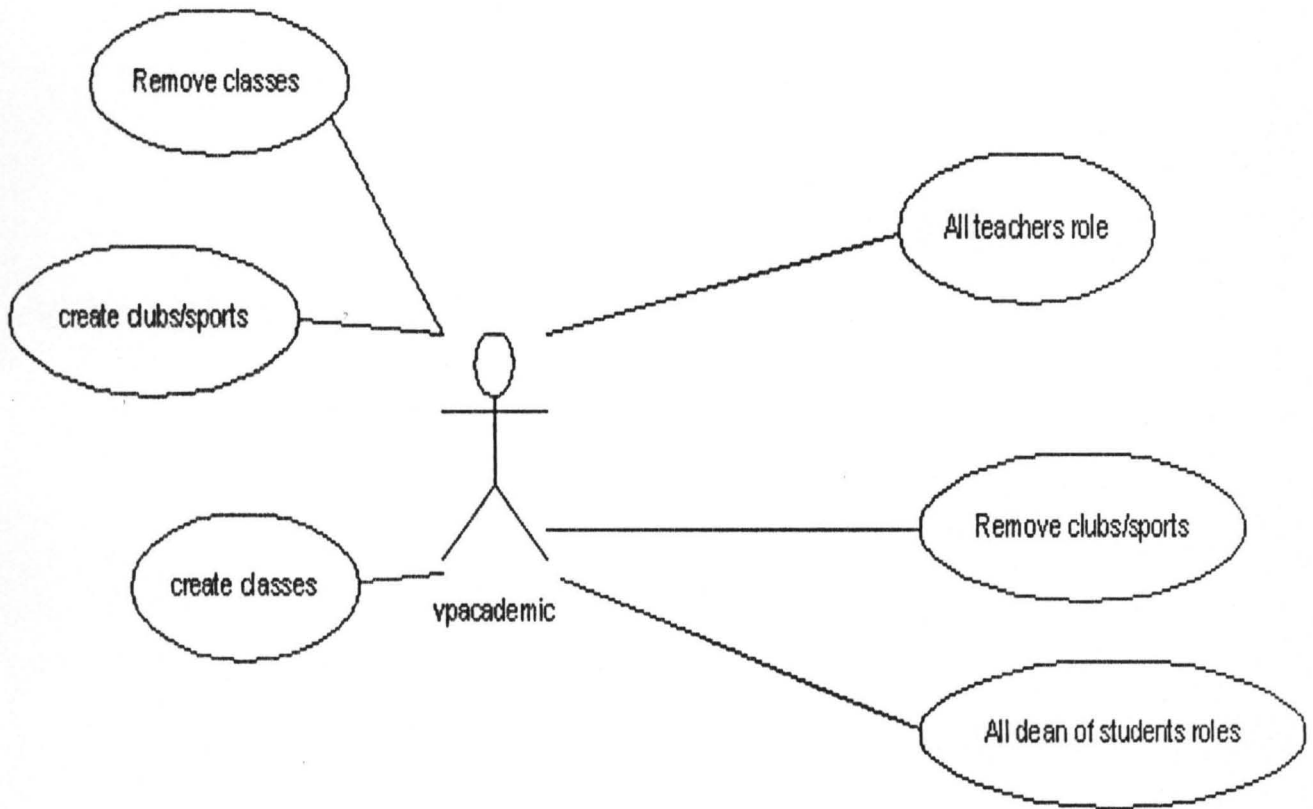 Remove classes
All teachers role
create clubs/sports
Remove clubs/sports
create classes
vpacademic
All dean of students roles